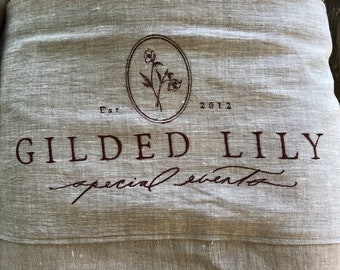 Est 2012
GILDED LILY
special events